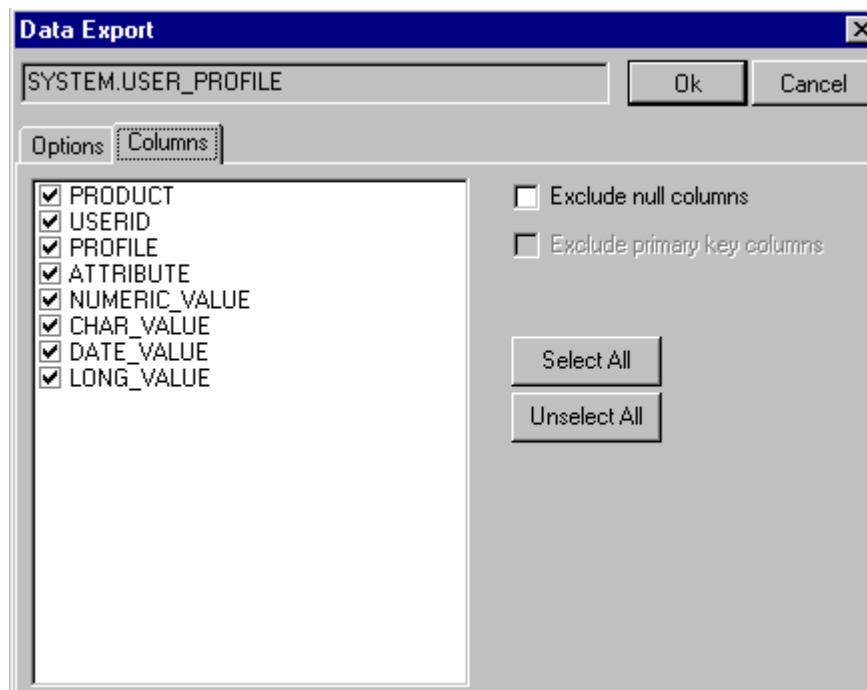 Data Export
SYSTEM.USER_PROFILE
Ok
Cancel
Options
Columns
PRODUCT
USERID
PROFILE
ATTRIBUTE
NUMERIC_VALUE
CHAR_VALUE
DATE_VALUE
LONG_VALUE
Exclude null columns
Exclude primary key columns
Select All
Unselect All